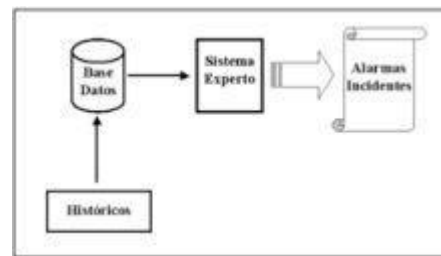 Base
Datos
Sistema
Experto
Alarmas
Incidentes
Históricos